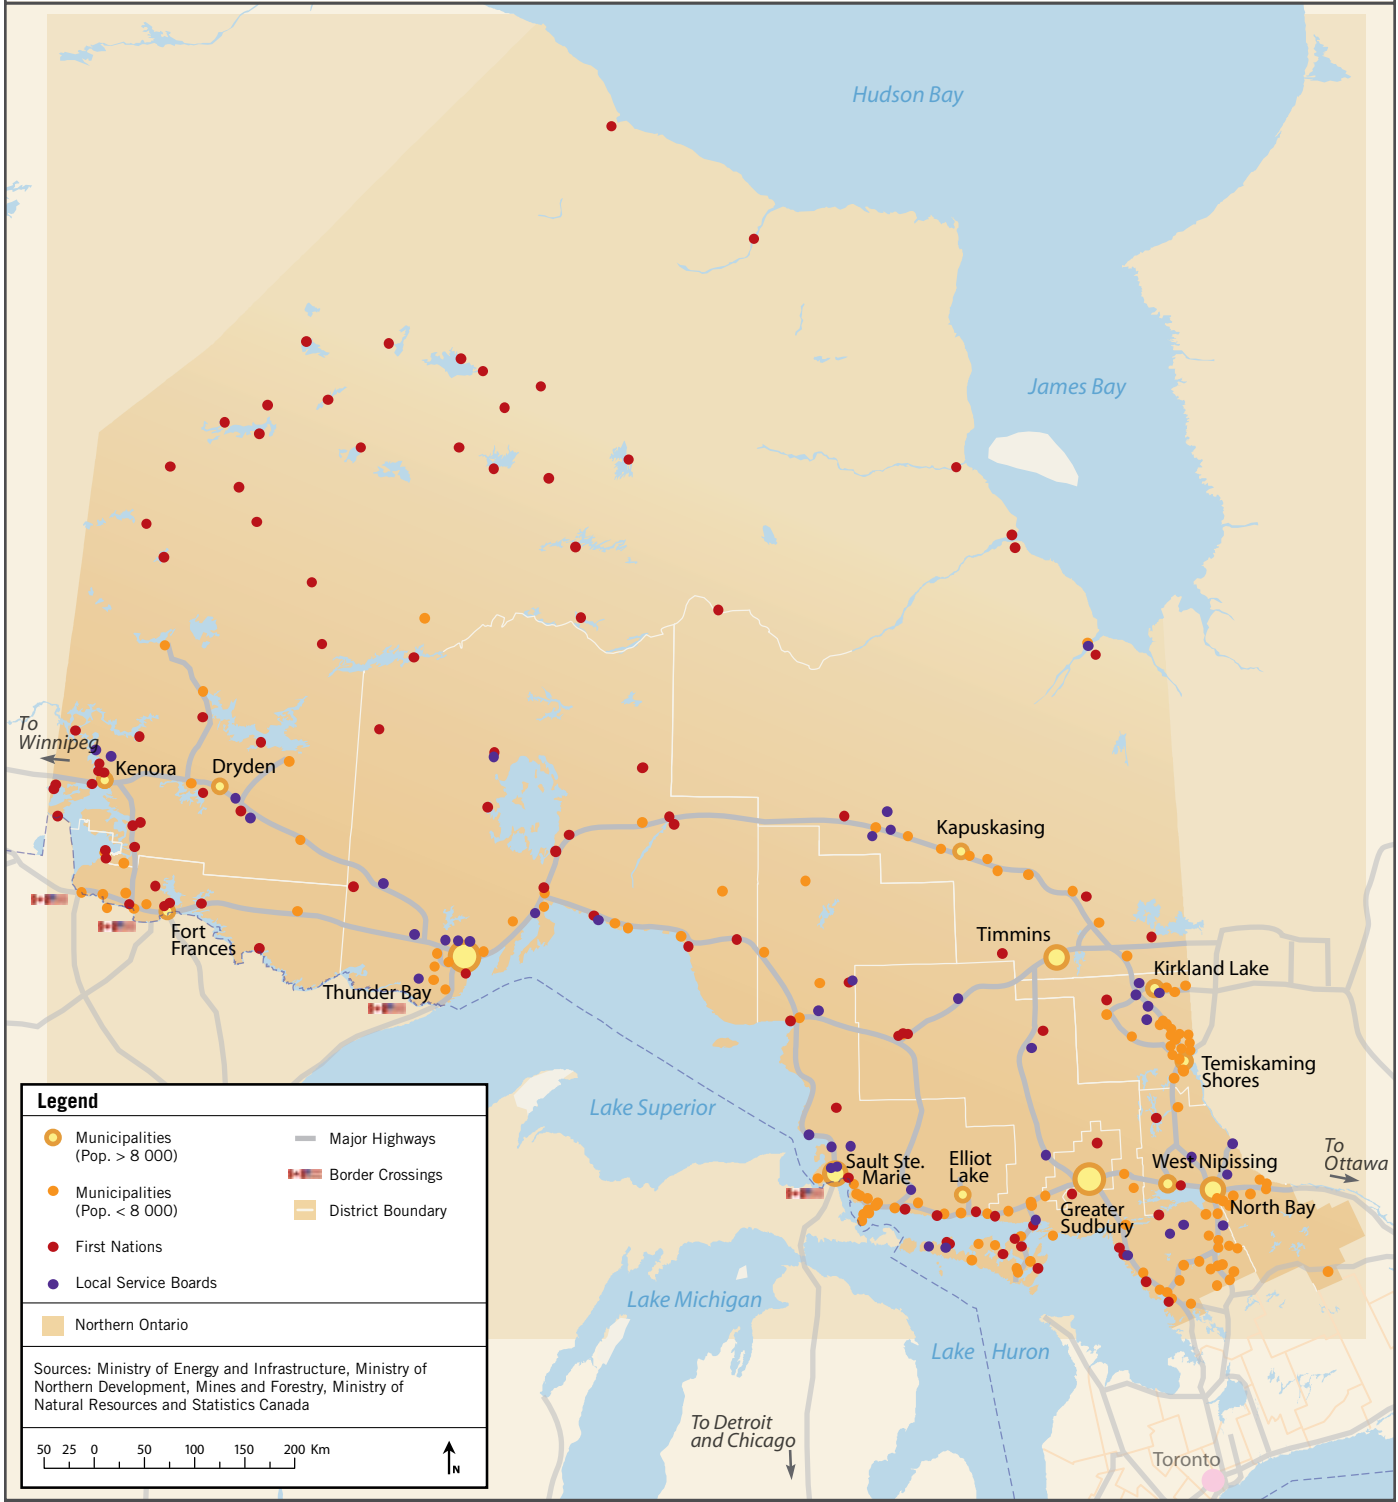 Hudson Bay
James Bay
To
Winnipeg
Kenora
Dryden
Kapuskasing
Fort
Frances
Timmins
Kirkland Lake
Thunder Bay
Temiskaming
Shores
Lake Superior
Sault Ste.
Marie
Elliot
Lake
West Nipissing
To
Ottawa
Greater
Sudbury
North Bay
Lake Michigan
Lake Huron
To Detroit
and Chicago
Toronto
Legend
Municipalities
(Pop. > 8 000)
Municipalities
(Pop. < 8 000)
First Nations
Local Service Boards
Major Highways
Border Crossings
District Boundary
Northern Ontario
Sources: Ministry of Energy and Infrastructure, Ministry of
Northern Development, Mines and Forestry, Ministry of
Natural Resources and Statistics Canada
50 25 0 50 100 150 200 Km
N